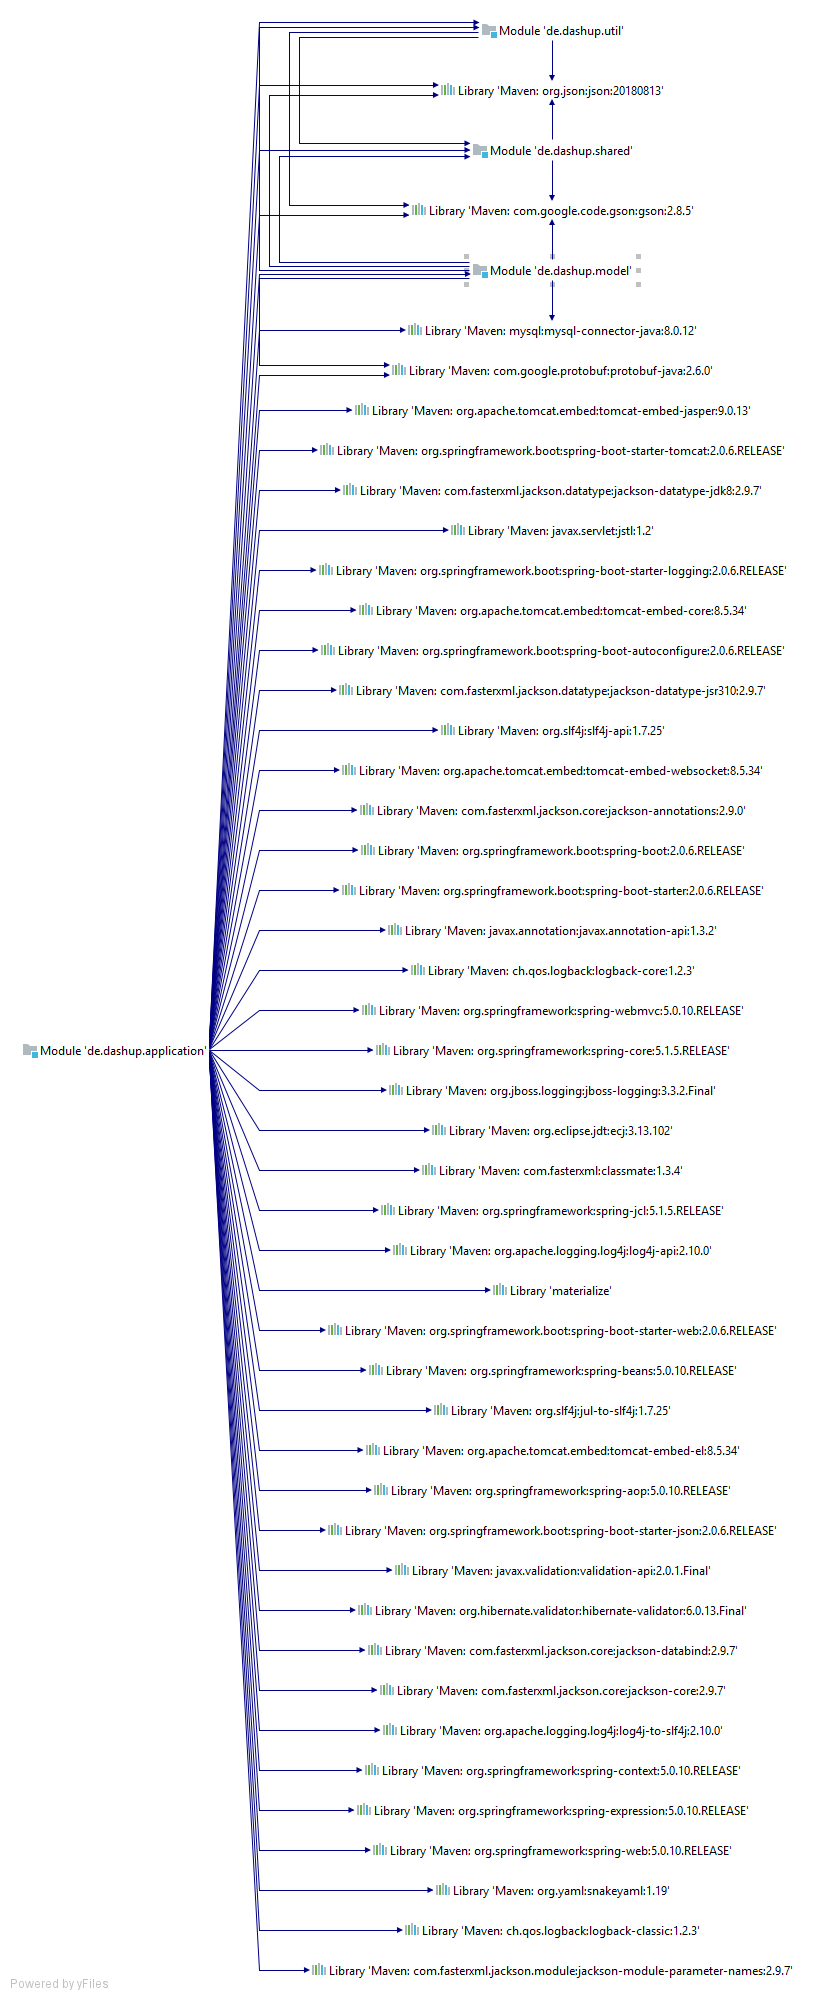 Module 'de.dashup.util'
Library 'Maven: org.json:json:20180813'
Module 'de.dashup.shared'
Library 'Maven: com.google.code.gson:gson:2.8.5'
Module 'de.dashup.model'
Library 'Maven: mysql:mysql-connector-java:8.0.12'
Library 'Maven: com.google.protobuf:protobuf-java:2.6.0'
Library 'Maven: org.apache.tomcat.embed:tomcat-embed-jasper:9.0.13'
Library 'Maven: org.springframework.boot:spring-boot-starter-tomcat:2.0.6.RELEASE'
Library 'Maven: com.fasterxml.jackson.datatype:jackson-datatype-jdk8:2.9.7'
Library 'Maven: javax.servlet:jstl:1.2'
Library 'Maven: org.springframework.boot:spring-boot-starter-logging:2.0.6.RELEASE'
Library 'Maven: org.apache.tomcat.embed:tomcat-embed-core:8.5.34'
Library 'Maven: org.springframework.boot:spring-boot-autoconfigure:2.0.6.RELEASE'
Library 'Maven: com.fasterxml.jackson.datatype:jackson-datatype-jsr310:2.9.7'
Library 'Maven: org.slf4j:slf4j-api:1.7.25'
Library 'Maven: org.apache.tomcat.embed:tomcat-embed-websocket:8.5.34'
Library 'Maven: com.fasterxml.jackson.core:jackson-annotations:2.9.0'
Library 'Maven: org.springframework.boot:spring-boot:2.0.6.RELEASE'
Library 'Maven: org.springframework.boot:spring-boot-starter:2.0.6.RELEASE'
Library 'Maven: javax.annotation:javax.annotation-api:1.3.2'
Library 'Maven: ch.qos.logback:logback-core:1.2.3'
Library 'Maven: org.springframework:spring-webmvc:5.0.10.RELEASE'
Module 'de.dashup.application'
Library 'Maven: org.springframework:spring-core:5.1.5.RELEASE'
Library 'Maven: org.jboss.logging:jboss-logging:3.3.2.Final'
Library 'Maven: org.eclipse.jdt:ecj:3.13.102'
Library 'Maven: com.fasterxml:classmate:1.3.4'
Library 'Maven: org.springframework:spring-jcl:5.1.5.RELEASE'
Library 'Maven: org.apache.logging.log4j:log4j-api:2.10.0'
Library 'materialize'
Library 'Maven: org.springframework.boot:spring-boot-starter-web:2.0.6.RELEASE'
Library 'Maven: org.springframework:spring-beans:5.0.10.RELEASE'
Library 'Maven: org.slf4j:jul-to-slf4j:1.7.25'
Library 'Maven: org.apache.tomcat.embed:tomcat-embed-el:8.5.34'
Library 'Maven: org.springframework:spring-aop:5.0.10.RELEASE'
Library 'Maven: org.springframework.boot:spring-boot-starter-json:2.0.6.RELEASE'
Library 'Maven: javax.validation:validation-api:2.0.1.Final'
Library 'Maven: org.hibernate.validator:hibernate-validator:6.0.13.Final'
Library 'Maven: com.fasterxml.jackson.core:jackson-databind:2.9.7'
Library 'Maven: com.fasterxml.jackson.core:jackson-core:2.9.7'
Library 'Maven: org.apache.logging.log4j:log4j-to-slf4j:2.10.0'
Library 'Maven: org.springframework:spring-context:5.0.10.RELEASE'
Library 'Maven: org.springframework:spring-expression:5.0.10.RELEASE'
Library 'Maven: org.springframework:spring-web:5.0.10.RELEASE'
Library 'Maven: org.yaml:snakeyaml:1.19'
Library 'Maven: ch.qos.logback:logback-classic:1.2.3'
Library 'Maven: com.fasterxml.jackson.module:jackson-module-parameter-names:2.9.7'
Powered by yFiles